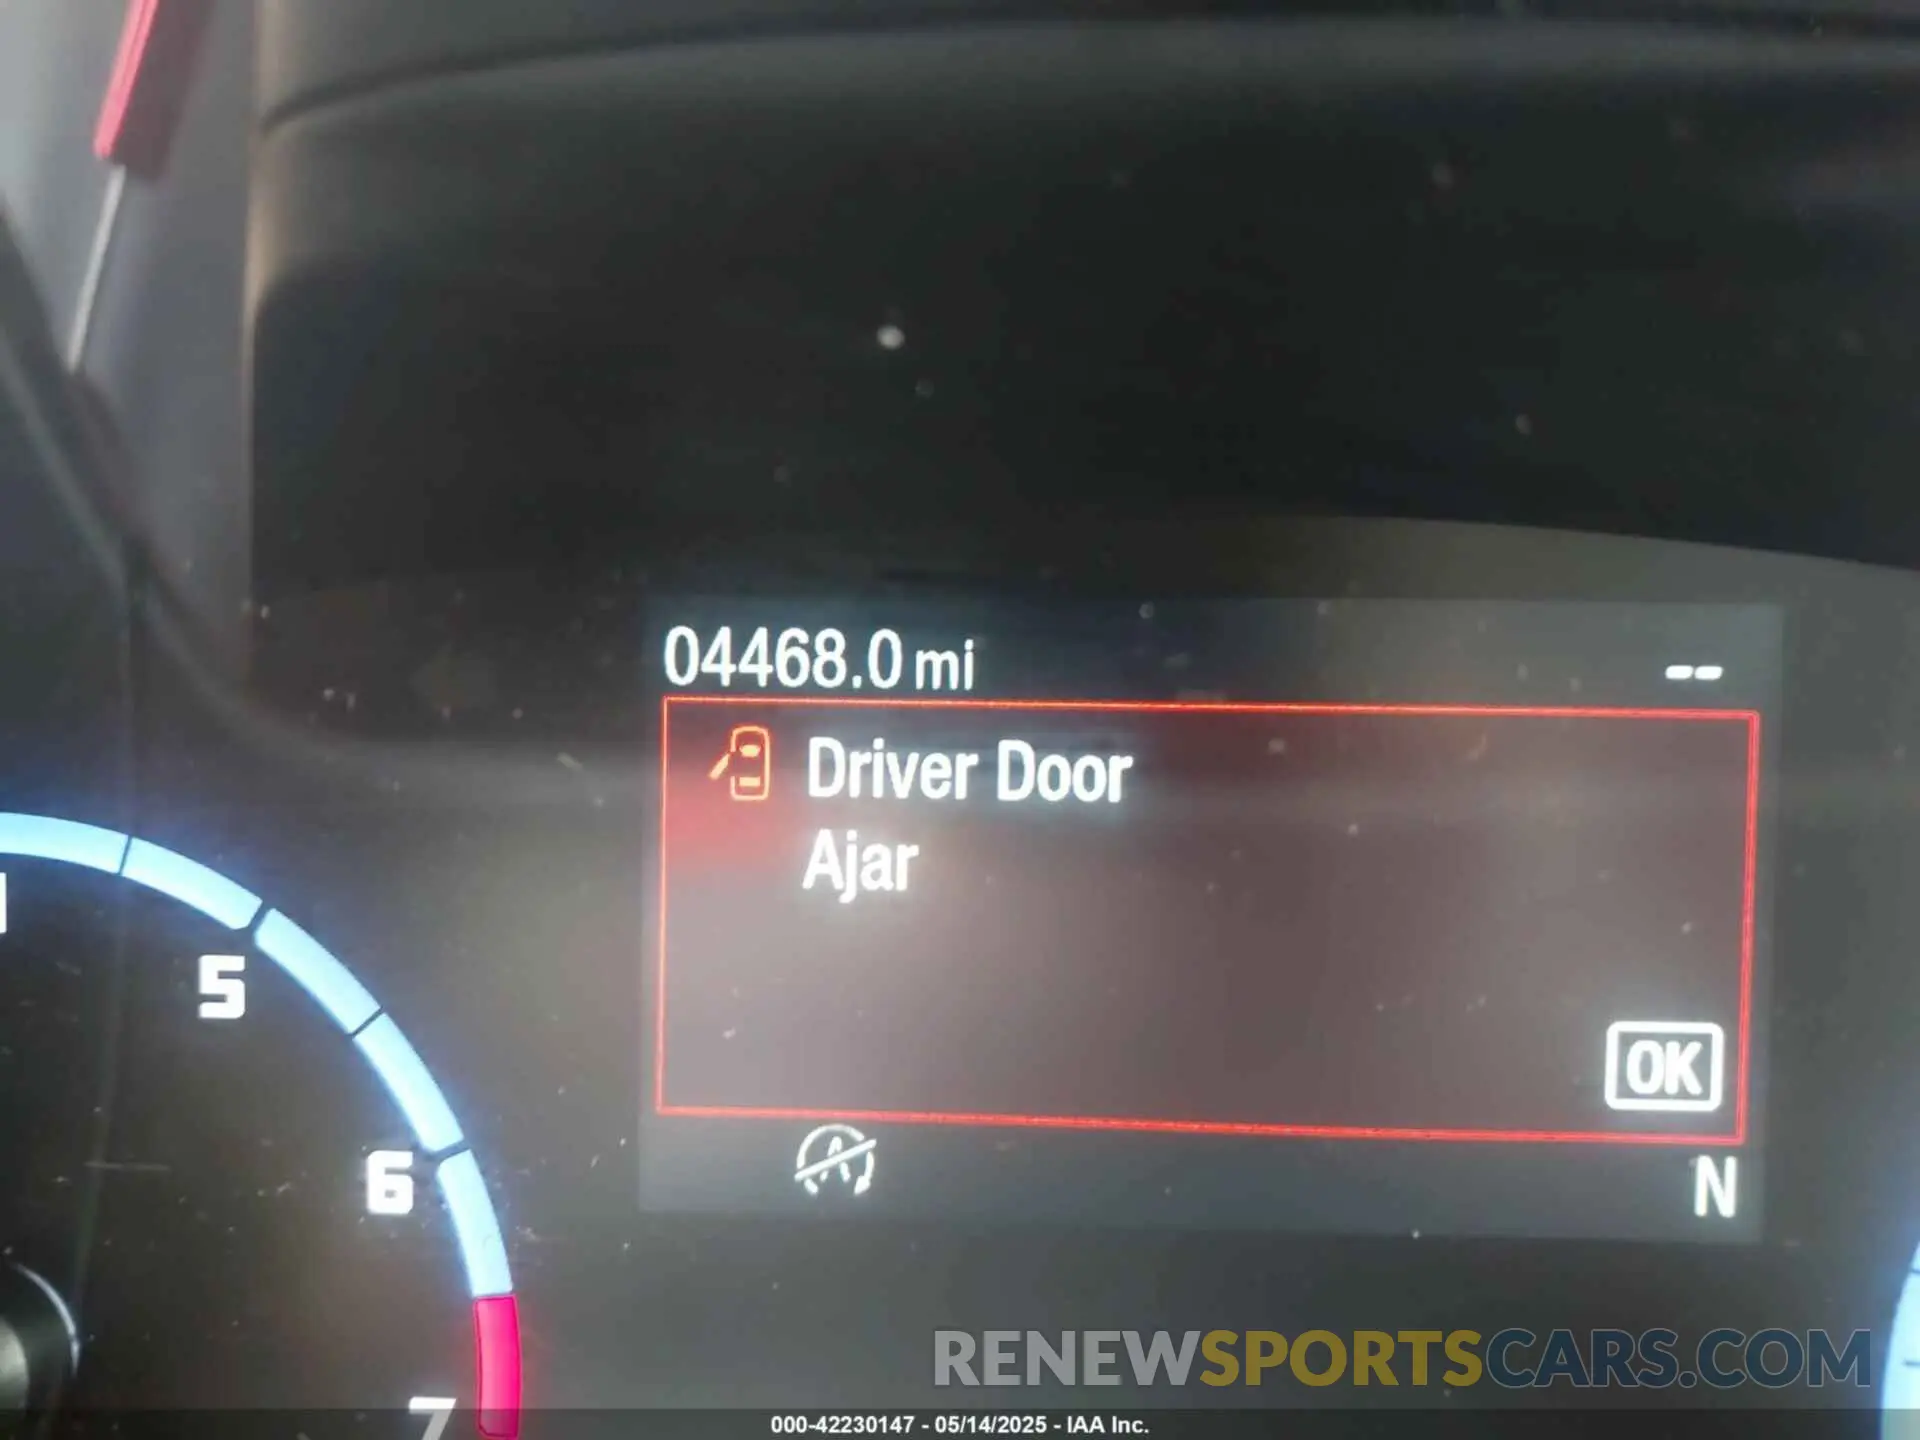 04468.0 mi
--
Driver Door
Ajar
OK
A
N
5
6
7
RENEWSPORTSCARS.COM
000-42230147 - 05/14/2025 - IAA Inc.